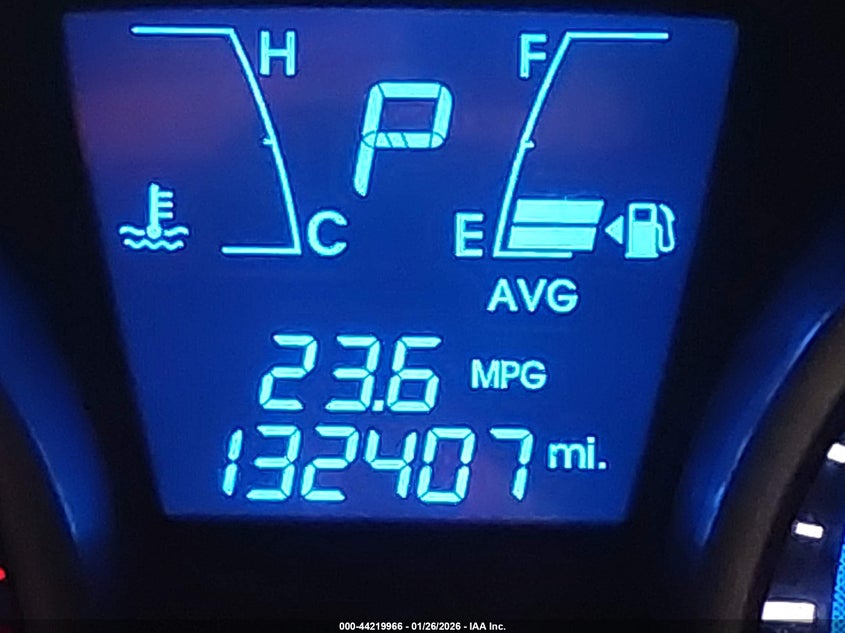 H F
P
C E
AVG
23.6 MPG
132407 mi.
000-44219966 - 01/26/2026 - IAA Inc.